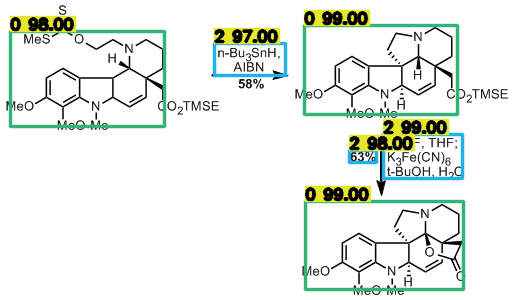 0 98.00
S
MeS
O
N
H
MeO
MeO
N
Me
CO2TMSE
2 97.00
n-Bu3SnH,
AIBN
58%
0 99.00
N
H
MeO
MeO
N
Me
H
CO2TMSE
2 99.00
F, THF;
2 98.00
63%
K3Fe(CN)6
t-BuOH, H2O
0 99.00
N
O
O
MeO
MeO
N
Me
H